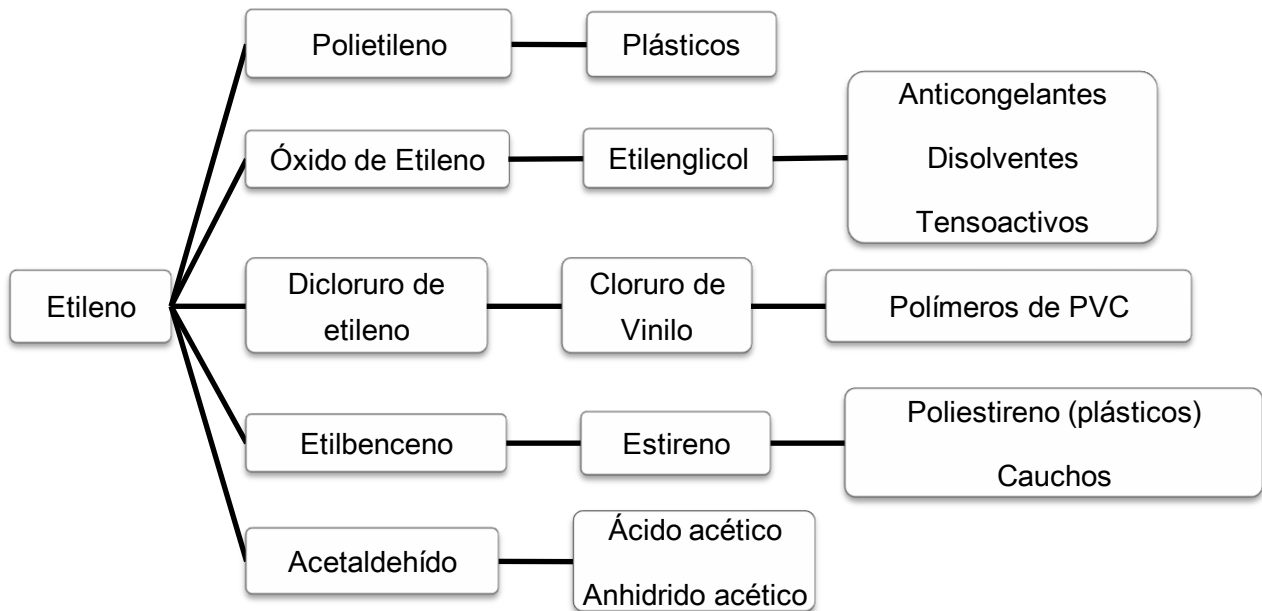 Polietileno
Plásticos
Óxido de Etileno
Etilenglicol
Anticongelantes
Disolventes
Tensoactivos
Etileno
Dicloruro de
etileno
Cloruro de
Vinilo
Polímeros de PVC
Etilbenceno
Estireno
Poliestireno (plásticos)
Cauchos
Acetaldehído
Ácido acético
Anhidrido acético